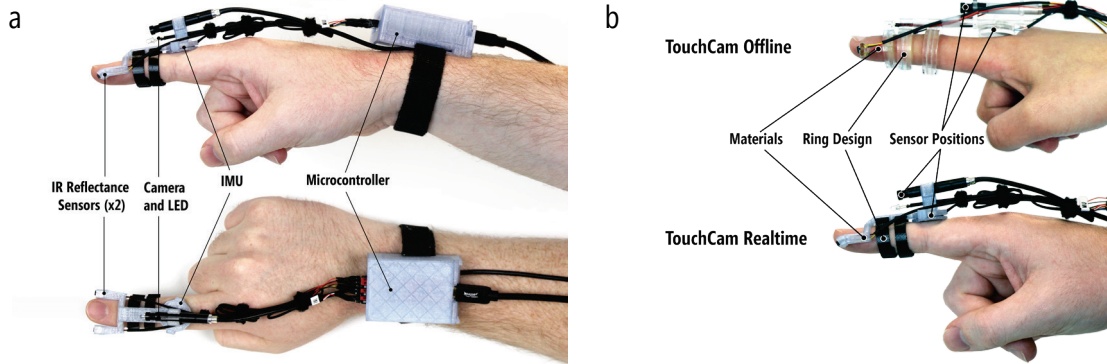 a
IR Reflectance
Sensors (x2)
Camera
and LED
IMU
Microcontroller
b
TouchCam Offline
Materials
Ring Design
Sensor Positions
TouchCam Realtime